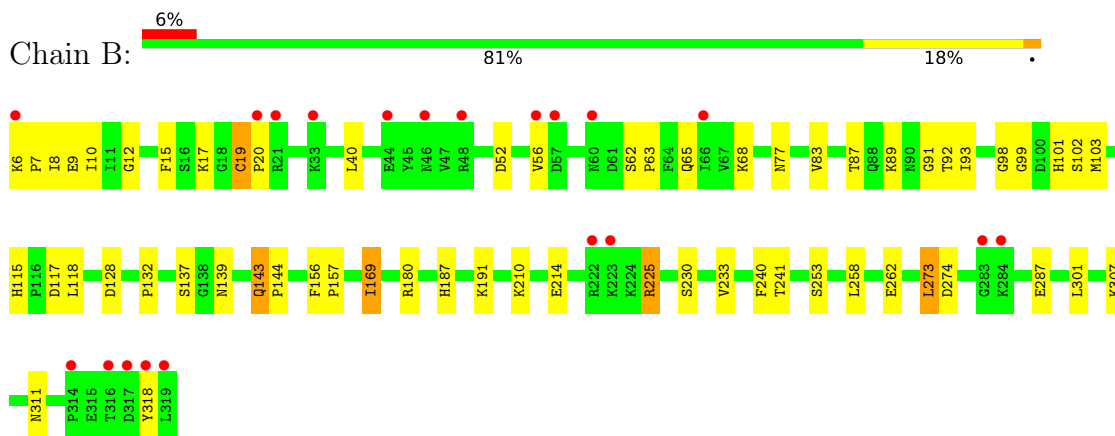 6%
Chain B:
81% 18% •
K6 P7 I8 E9 I10 I11 G12 F15 S16 K17 G18 C19 P20 R21 K33 L40 E44 Y45 N46 V47 R48 D52 V56 D57 N60 D61 S62 P63 F64 Q65 I66 V67 K68 N77 V83 T87 Q88 K89 N90 G91 T92 I93 G98 G99 D100 H101 S102 M103
H115 P116 D117 L118 D128 P132 S137 G138 N139 Q143 P144 F156 P157 I169 R180 H187 K191 K210 E214 R222 K223 K224 R225 S230 V233 F240 T241 S253 L258 E262 L273 D274 G283 K284 E287 L301 K307
N311 P314 E315 T316 D317 Y318 L319